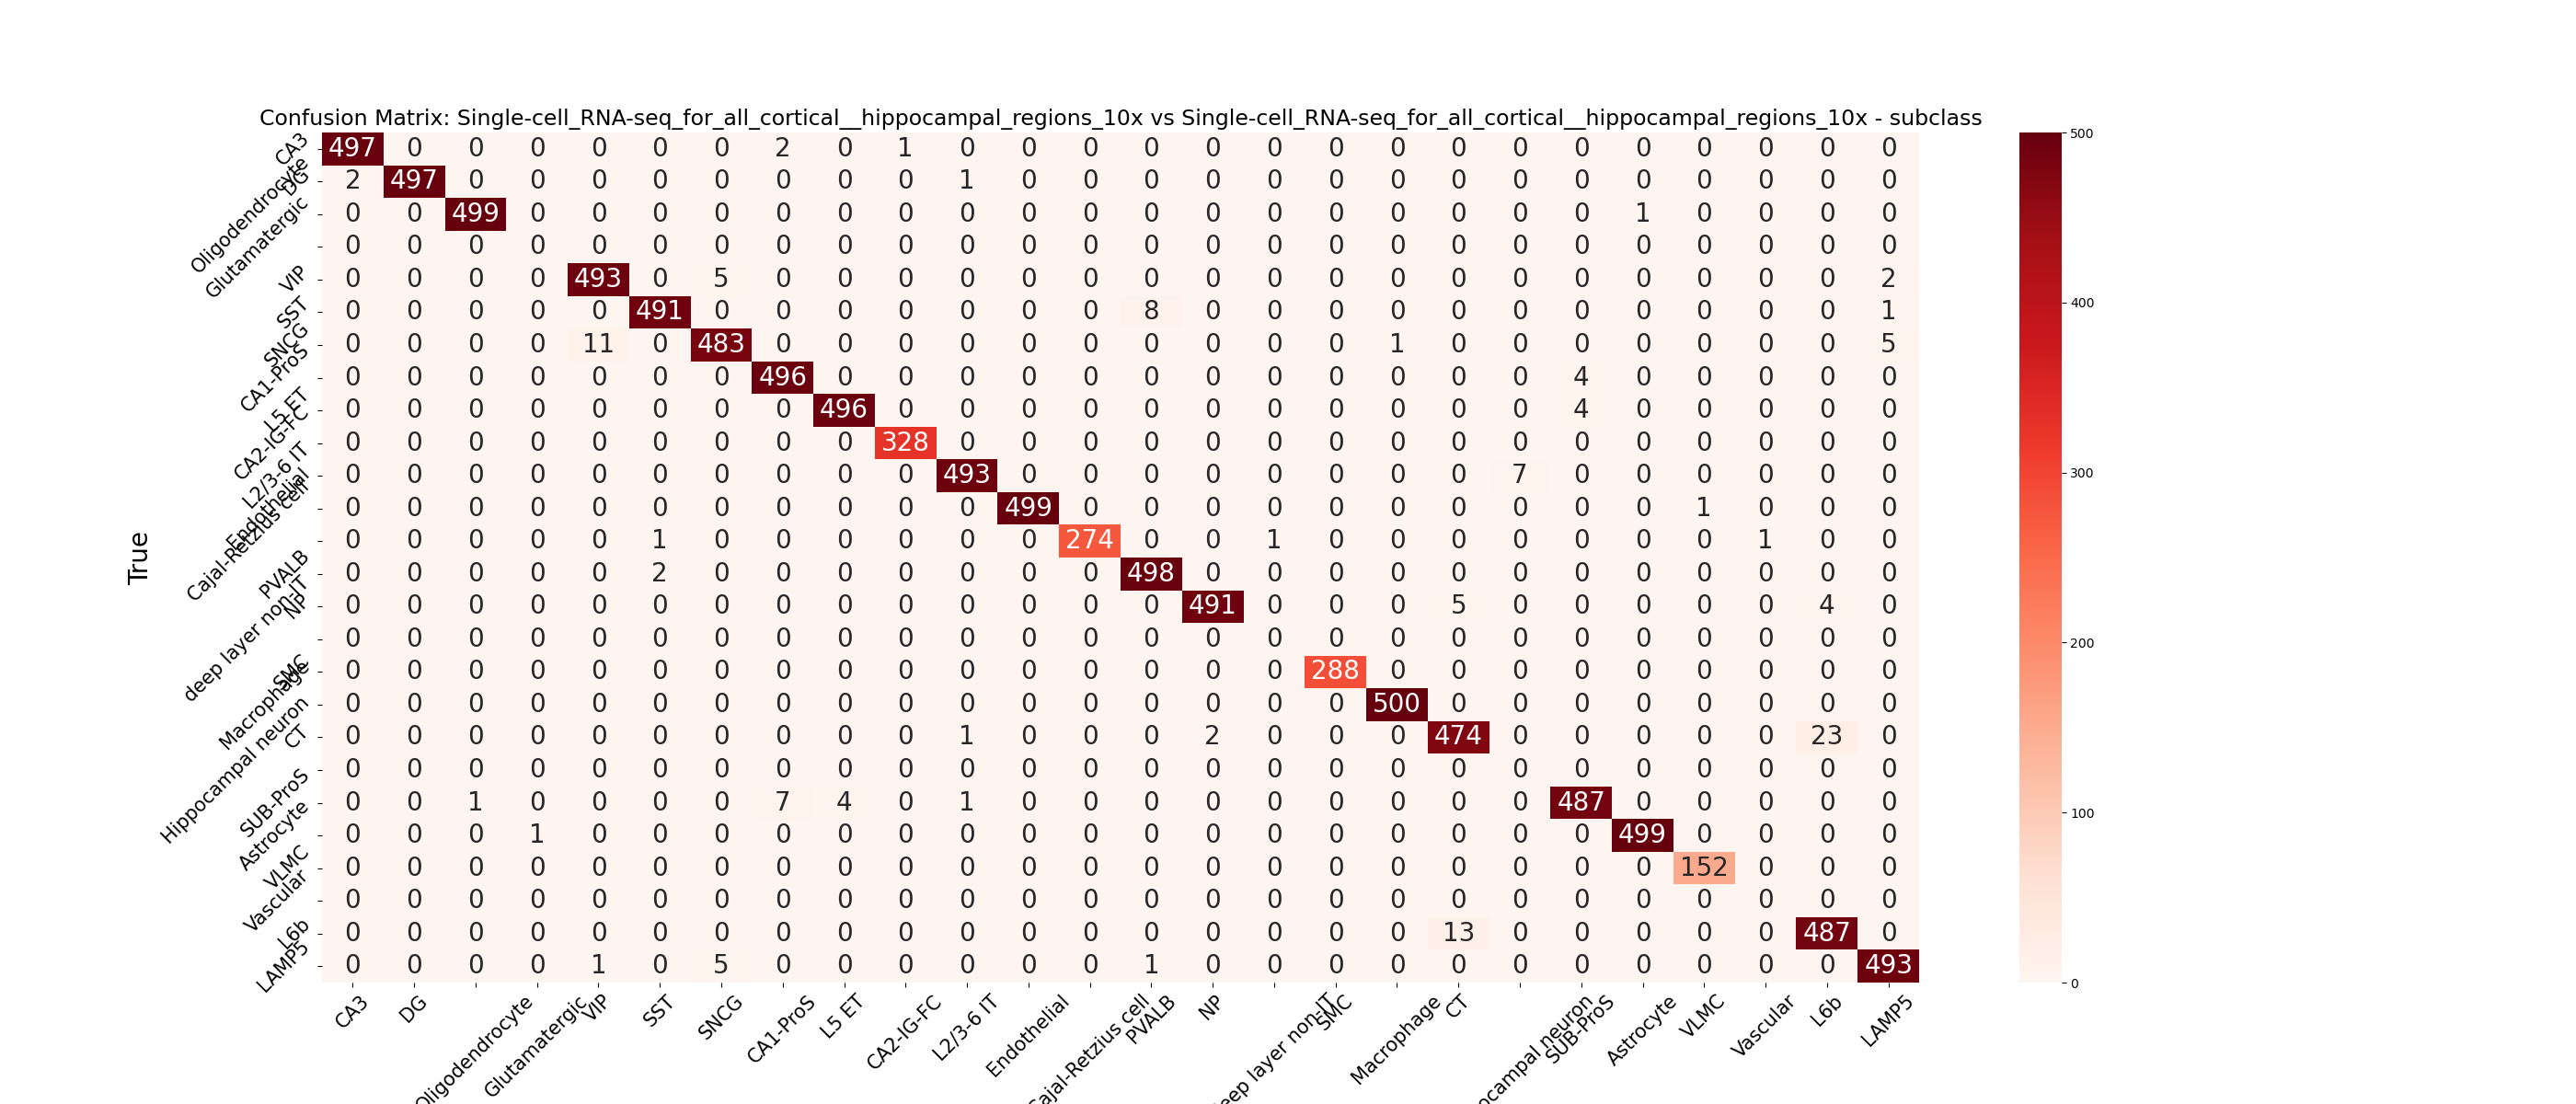 Confusion Matrix: Single-cell_RNA-seq_for_all_cortical__hippocampal_regions_10x vs Single-cell_RNA-seq_for_all_cortical__hippocampal_regions_10x - subclass
True
CA3 497 0 0 0 0 0 0 2 0 1 0 0 0 0 0 0 0 0 0 0 0 0 0 0 0 0
DG 2 497 0 0 0 0 0 0 0 0 1 0 0 0 0 0 0 0 0 0 0 0 0 0 0 0
Oligodendrocyte 0 0 499 0 0 0 0 0 0 0 0 0 0 0 0 0 0 0 0 0 0 1 0 0 0 0
Glutamatergic 0 0 0 0 0 0 0 0 0 0 0 0 0 0 0 0 0 0 0 0 0 0 0 0 0 0
VIP 0 0 0 0 493 0 5 0 0 0 0 0 0 0 0 0 0 0 0 0 0 0 0 0 0 2
SST 0 0 0 0 0 491 0 0 0 0 0 0 0 8 0 0 0 0 0 0 0 0 0 0 0 1
SNCG 0 0 0 0 11 0 483 0 0 0 0 0 0 0 0 0 0 1 0 0 0 0 0 0 0 5
CA1-ProS 0 0 0 0 0 0 0 496 0 0 0 0 0 0 0 0 0 0 0 0 4 0 0 0 0 0
L5 ET 0 0 0 0 0 0 0 0 496 0 0 0 0 0 0 0 0 0 0 0 4 0 0 0 0 0
CA2-IG-FC 0 0 0 0 0 0 0 0 0 328 0 0 0 0 0 0 0 0 0 0 0 0 0 0 0 0
L2/3-6 IT 0 0 0 0 0 0 0 0 0 0 493 0 0 0 0 0 0 0 0 7 0 0 0 0 0 0
Endothelial 0 0 0 0 0 0 0 0 0 0 0 499 0 0 0 0 0 0 0 0 0 0 1 0 0 0
Cajal-Retzius cell 0 0 0 0 0 1 0 0 0 0 0 0 274 0 0 1 0 0 0 0 0 0 0 1 0 0
PVALB 0 0 0 0 0 2 0 0 0 0 0 0 0 498 0 0 0 0 0 0 0 0 0 0 0 0
NP 0 0 0 0 0 0 0 0 0 0 0 0 0 0 491 0 0 0 5 0 0 0 0 0 4 0
deep layer non-IT 0 0 0 0 0 0 0 0 0 0 0 0 0 0 0 0 0 0 0 0 0 0 0 0 0 0
SMC 0 0 0 0 0 0 0 0 0 0 0 0 0 0 0 0 288 0 0 0 0 0 0 0 0 0
Macrophage 0 0 0 0 0 0 0 0 0 0 0 0 0 0 0 0 0 500 0 0 0 0 0 0 0 0
CT 0 0 0 0 0 0 0 0 0 0 1 0 0 0 2 0 0 0 474 0 0 0 0 0 23 0
Hippocampal neuron 0 0 0 0 0 0 0 0 0 0 0 0 0 0 0 0 0 0 0 0 0 0 0 0 0 0
SUB-ProS 0 0 1 0 0 0 0 7 4 0 1 0 0 0 0 0 0 0 0 0 487 0 0 0 0 0
Astrocyte 0 0 0 1 0 0 0 0 0 0 0 0 0 0 0 0 0 0 0 0 0 499 0 0 0 0
VLMC 0 0 0 0 0 0 0 0 0 0 0 0 0 0 0 0 0 0 0 0 0 0 152 0 0 0
Vascular 0 0 0 0 0 0 0 0 0 0 0 0 0 0 0 0 0 0 0 0 0 0 0 0 0 0
L6b 0 0 0 0 0 0 0 0 0 0 0 0 0 0 0 0 0 0 13 0 0 0 0 0 487 0
LAMP5 0 0 0 0 1 0 5 0 0 0 0 0 0 1 0 0 0 0 0 0 0 0 0 0 0 493
CA3 DG Oligodendrocyte Glutamatergic VIP SST SNCG CA1-ProS L5 ET CA2-IG-FC L2/3-6 IT Endothelial Cajal-Retzius cell PVALB NP eep layer non-IT SMC Macrophage CT ocampal neuron SUB-ProS Astrocyte VLMC Vascular L6b LAMP5
500
400
300
200
100
0